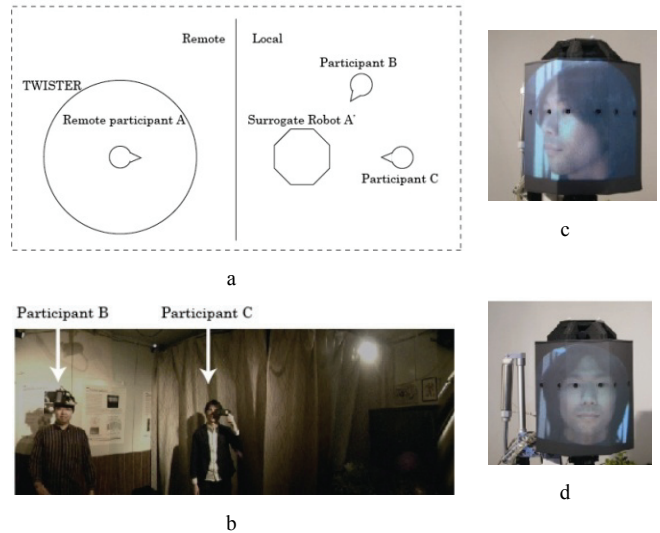 Remote Local
Participant B
TWISTER
Remote participant A
Surrogate Robot A'
Participant C
a
c
Participant B Participant C
b
d